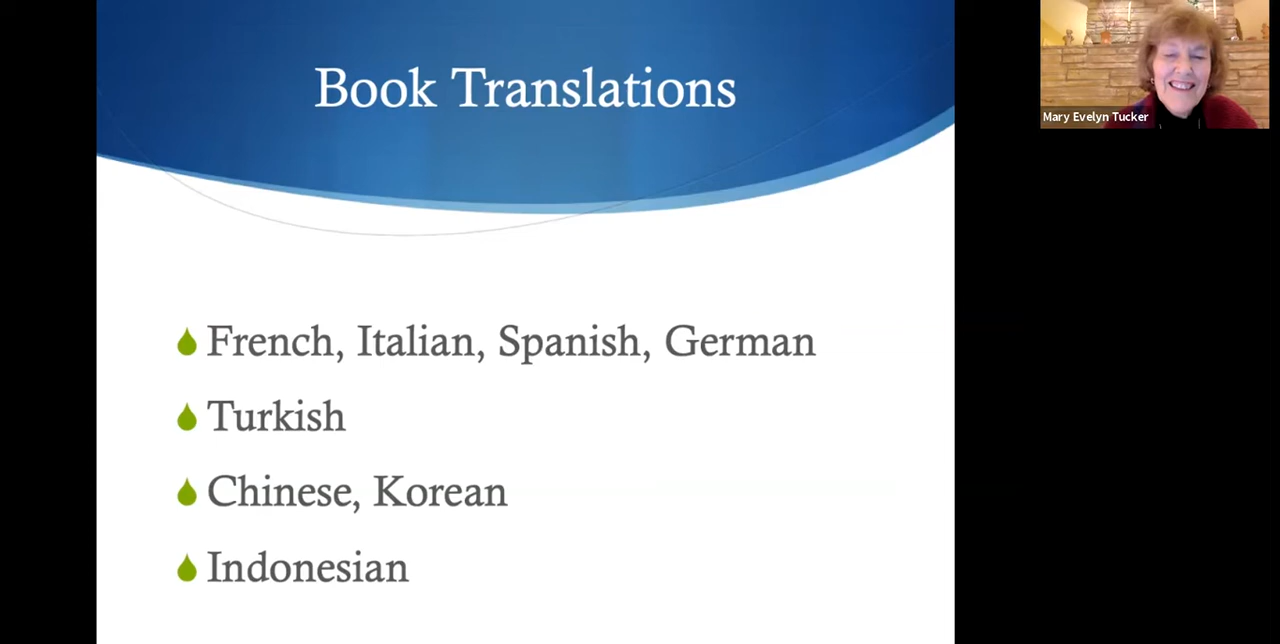 Book Translations
Mary Evelyn Tucker
French, Italian, Spanish, German
Turkish
Chinese, Korean
Indonesian